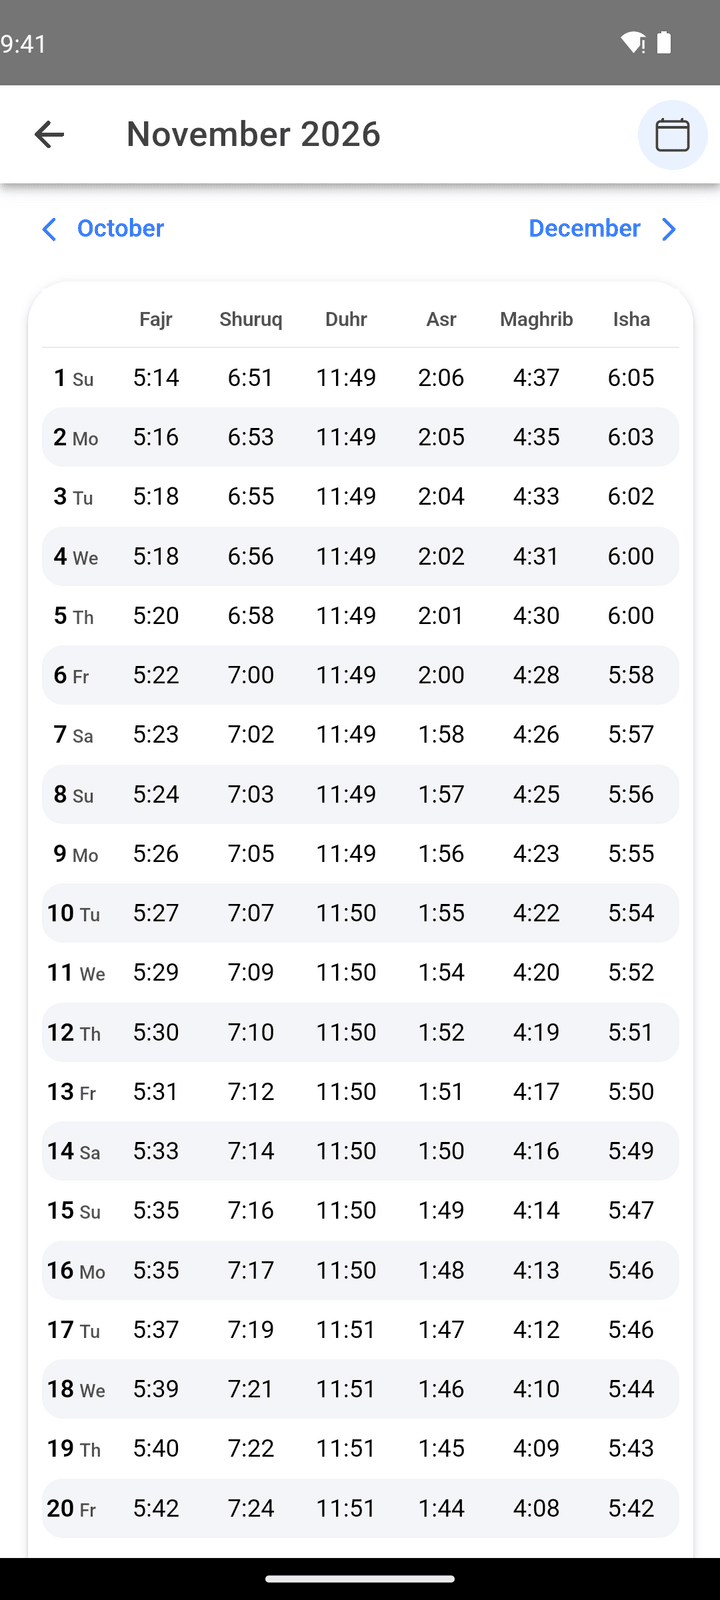 9:41
November 2026
October December
Fajr Shuruq Duhr Asr Maghrib Isha
1 Su 5:14 6:51 11:49 2:06 4:37 6:05
2 Mo 5:16 6:53 11:49 2:05 4:35 6:03
3 Tu 5:18 6:55 11:49 2:04 4:33 6:02
4 We 5:18 6:56 11:49 2:02 4:31 6:00
5 Th 5:20 6:58 11:49 2:01 4:30 6:00
6 Fr 5:22 7:00 11:49 2:00 4:28 5:58
7 Sa 5:23 7:02 11:49 1:58 4:26 5:57
8 Su 5:24 7:03 11:49 1:57 4:25 5:56
9 Mo 5:26 7:05 11:49 1:56 4:23 5:55
10 Tu 5:27 7:07 11:50 1:55 4:22 5:54
11 We 5:29 7:09 11:50 1:54 4:20 5:52
12 Th 5:30 7:10 11:50 1:52 4:19 5:51
13 Fr 5:31 7:12 11:50 1:51 4:17 5:50
14 Sa 5:33 7:14 11:50 1:50 4:16 5:49
15 Su 5:35 7:16 11:50 1:49 4:14 5:47
16 Mo 5:35 7:17 11:50 1:48 4:13 5:46
17 Tu 5:37 7:19 11:51 1:47 4:12 5:46
18 We 5:39 7:21 11:51 1:46 4:10 5:44
19 Th 5:40 7:22 11:51 1:45 4:09 5:43
20 Fr 5:42 7:24 11:51 1:44 4:08 5:42